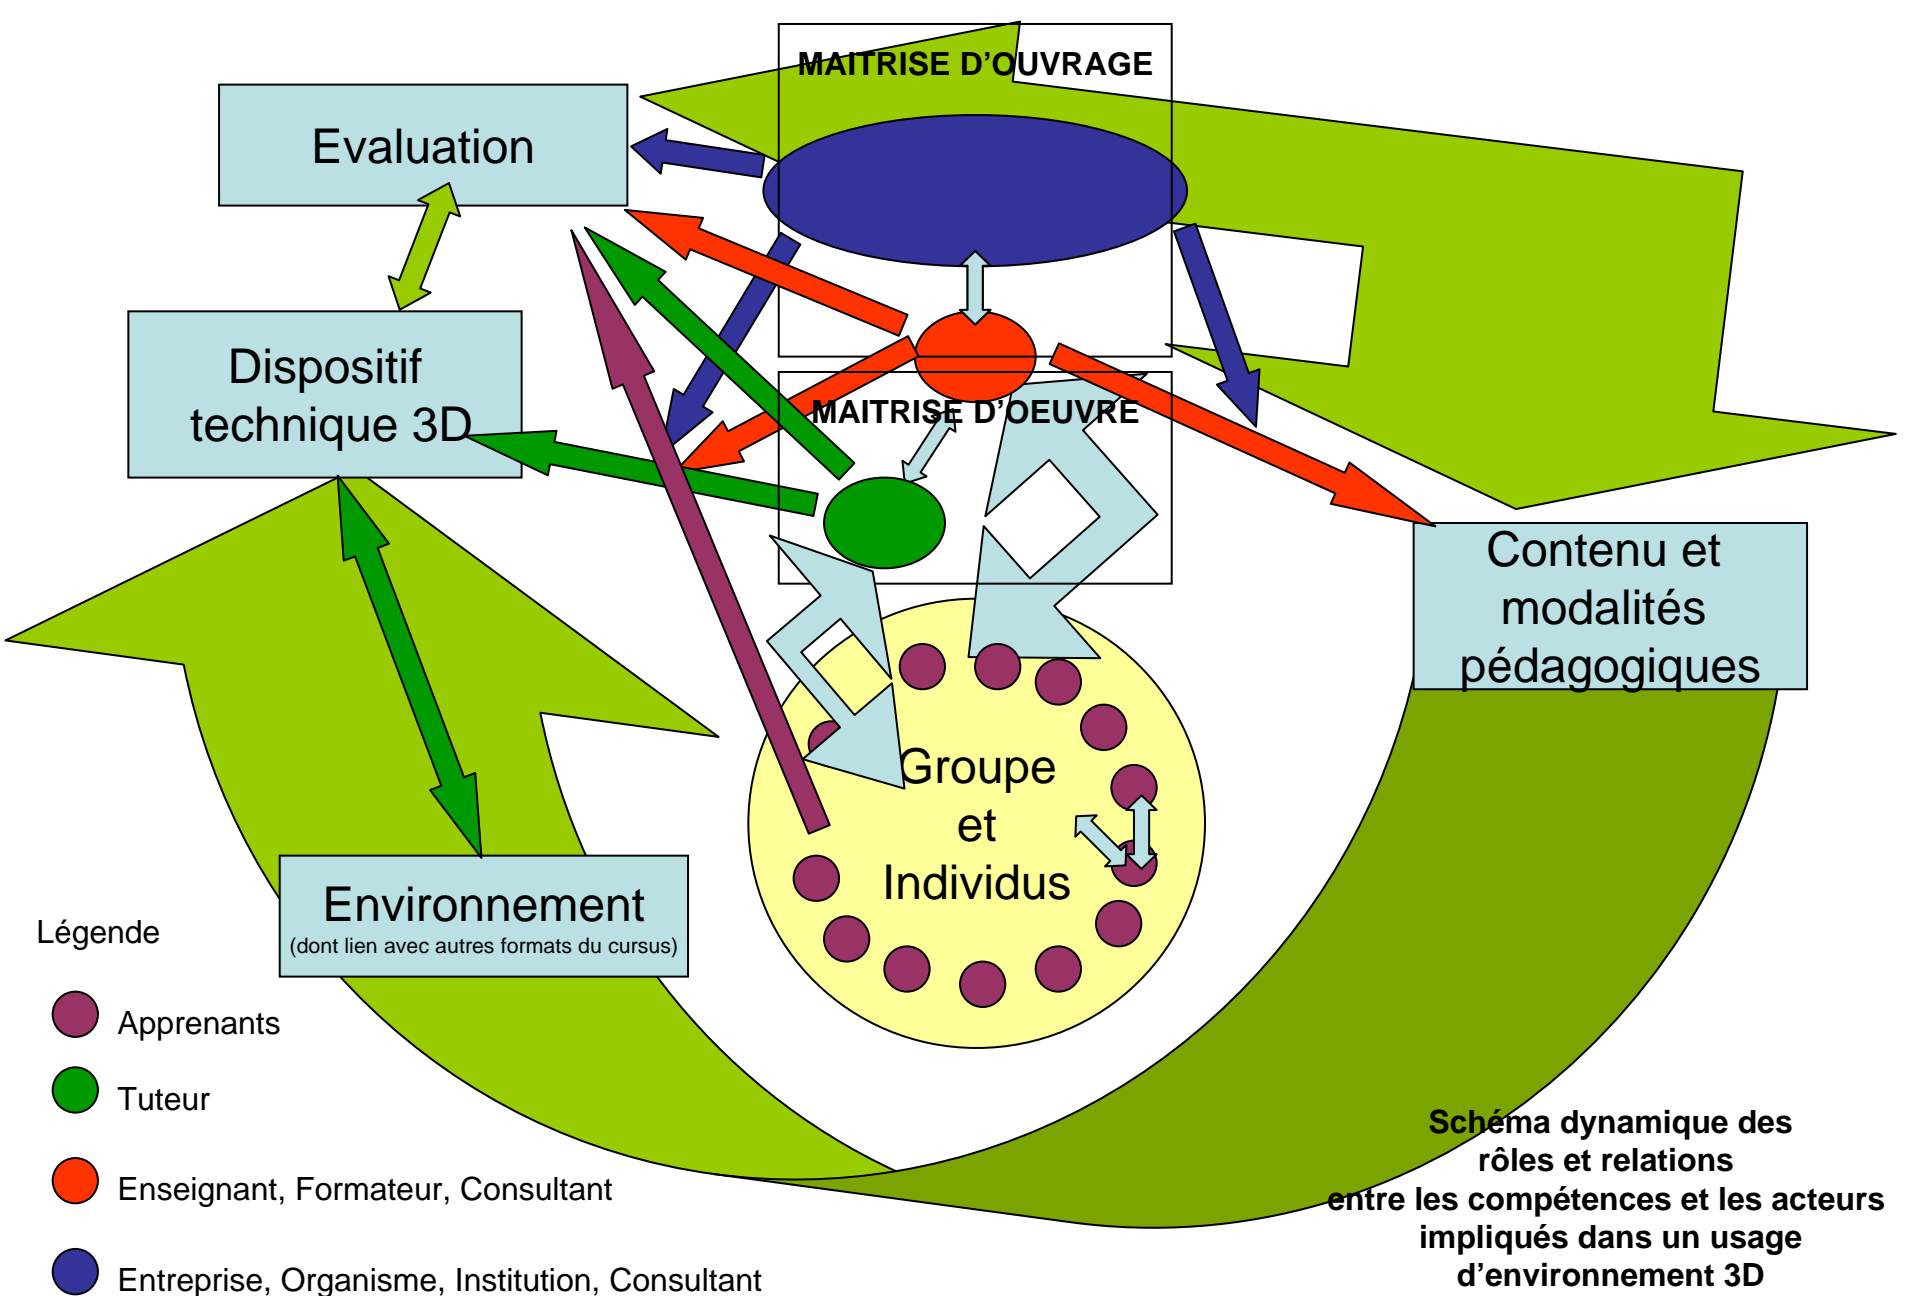 MAITRISE D’OUVRAGE
Evaluation
Dispositif
technique 3D
MAITRISE D’OEUVRE
Contenu et
modalités
pédagogiques
Groupe
et
Individus
Environnement
(dont lien avec autres formats du cursus)
Légende
Apprenants
Tuteur
Enseignant, Formateur, Consultant
Entreprise, Organisme, Institution, Consultant
Schéma dynamique des
rôles et relations
entre les compétences et les acteurs
impliqués dans un usage
d’environnement 3D